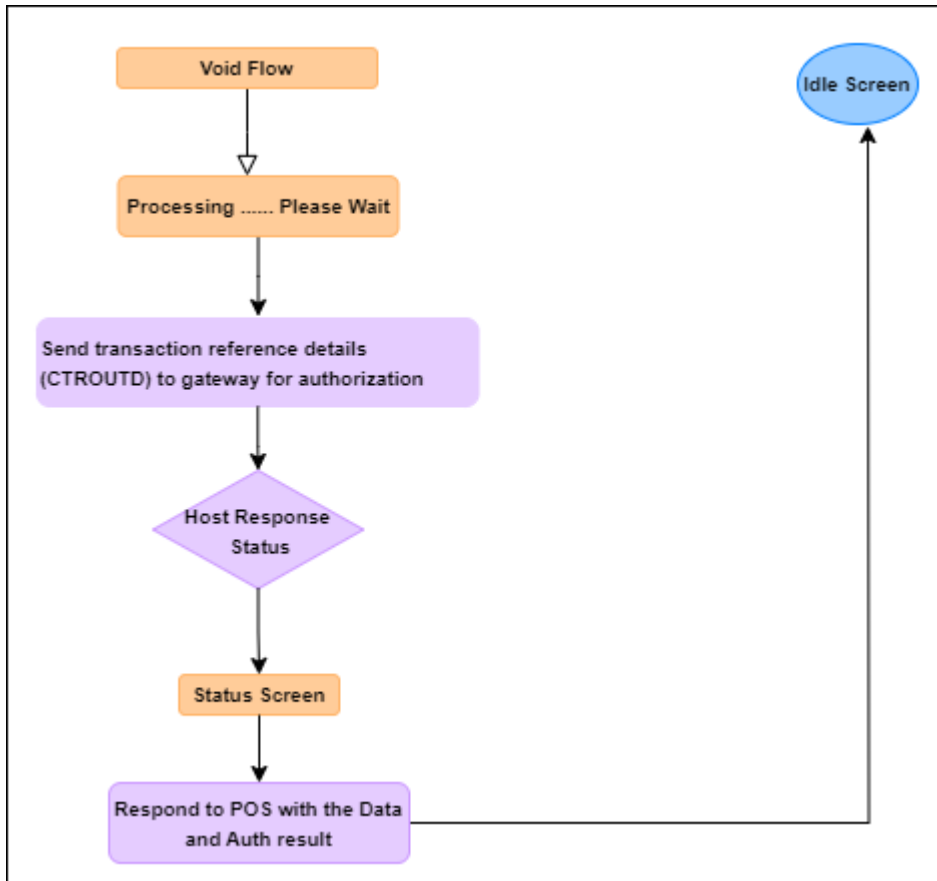 Void Flow
Idle Screen
Processing ...... Please Wait
Send transaction reference details
(CTROUTD) to gateway for authorization
Host Response
Status
Status Screen
Respond to POS with the Data
and Auth result